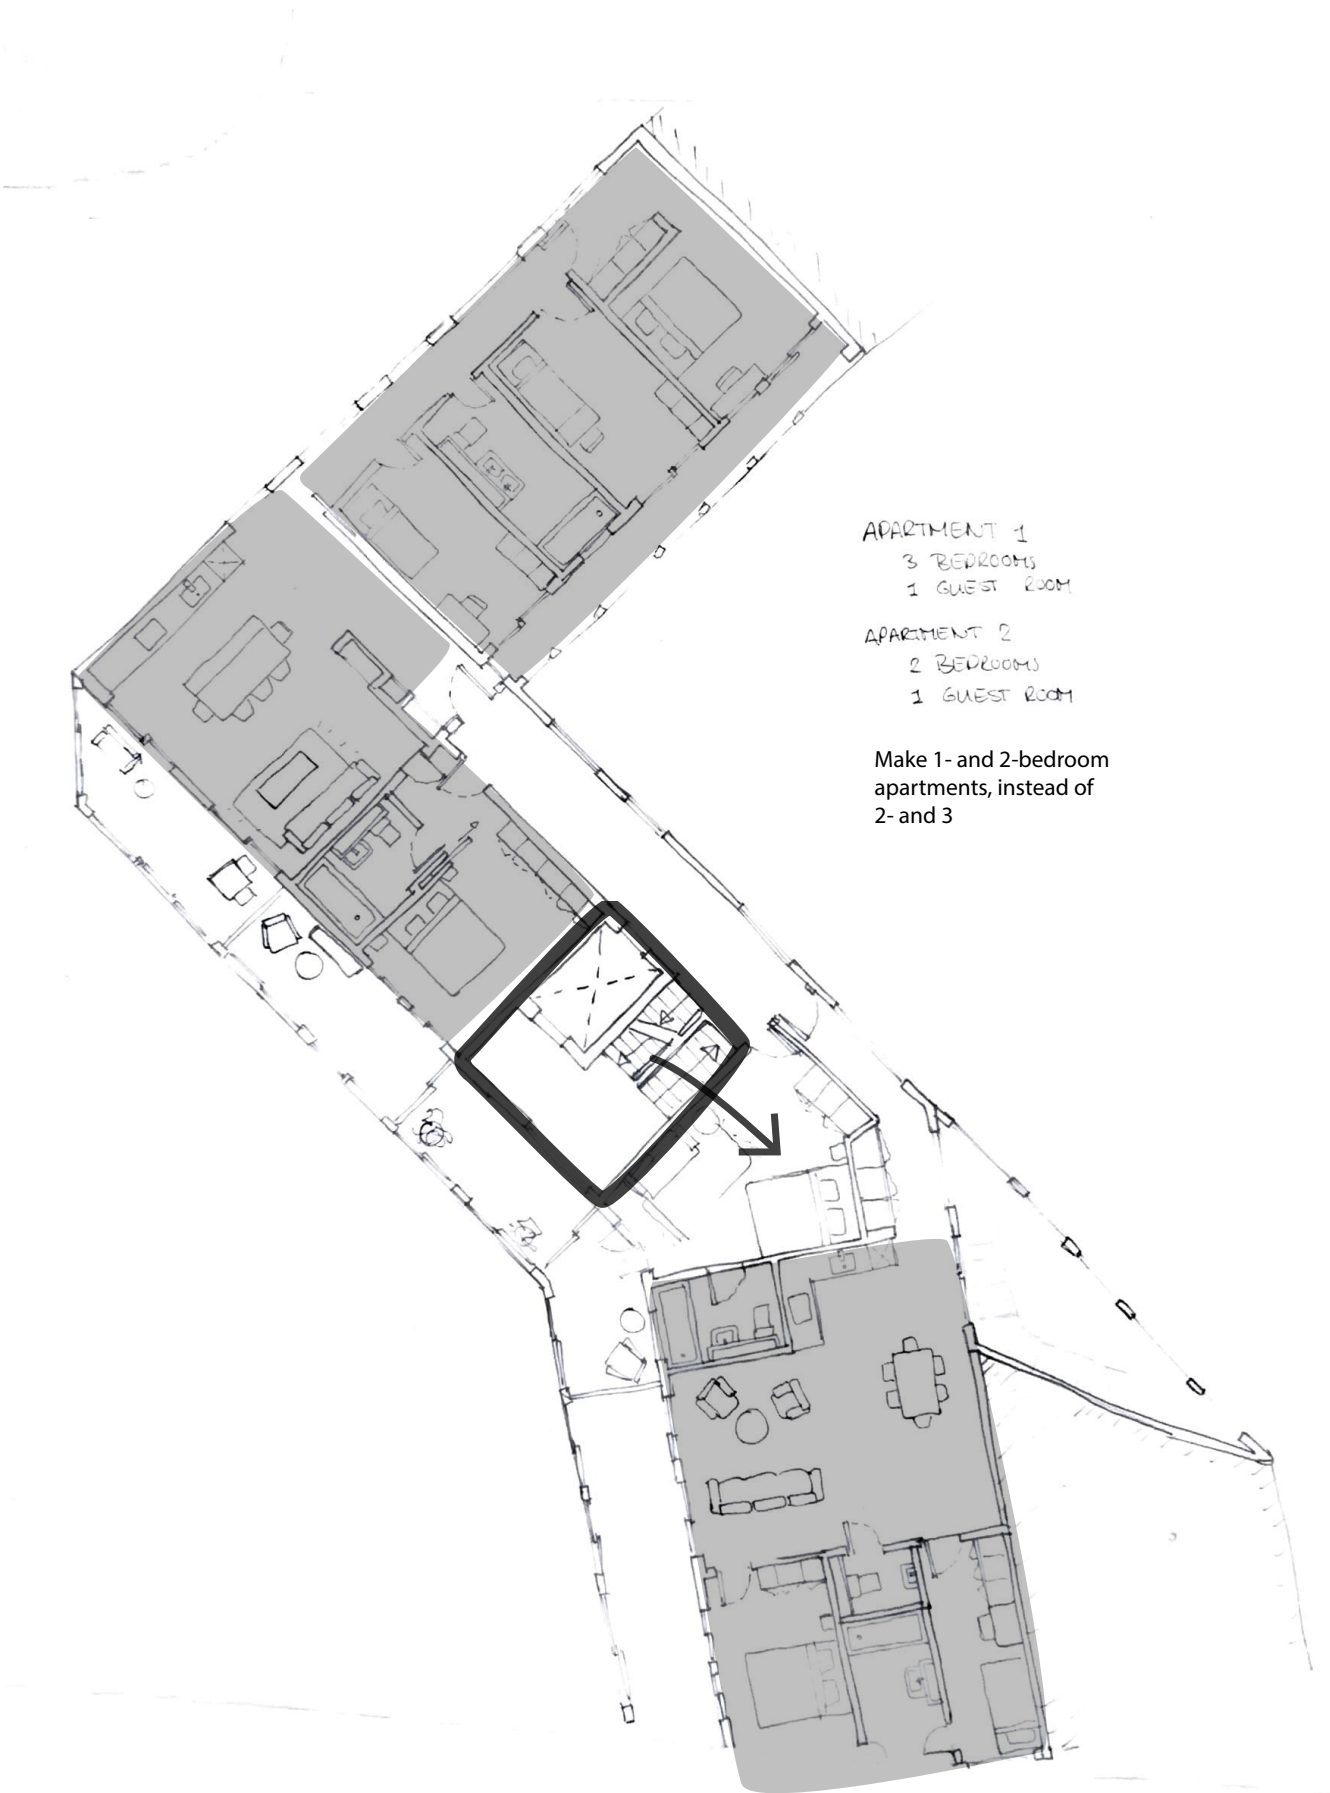 APARTMENT 1
3 BEDROOMS
1 GUEST ROOM
APARTMENT 2
2 BEDROOMS
1 GUEST ROOM
Make 1- and 2-bedroom
apartments, instead of
2- and 3